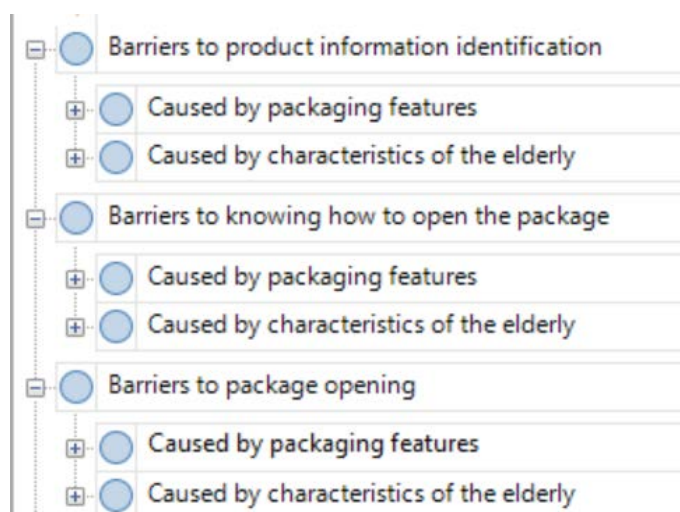 Barriers to product information identification
Caused by packaging features
Caused by characteristics of the elderly
Barriers to knowing how to open the package
Caused by packaging features
Caused by characteristics of the elderly
Barriers to package opening
Caused by packaging features
Caused by characteristics of the elderly